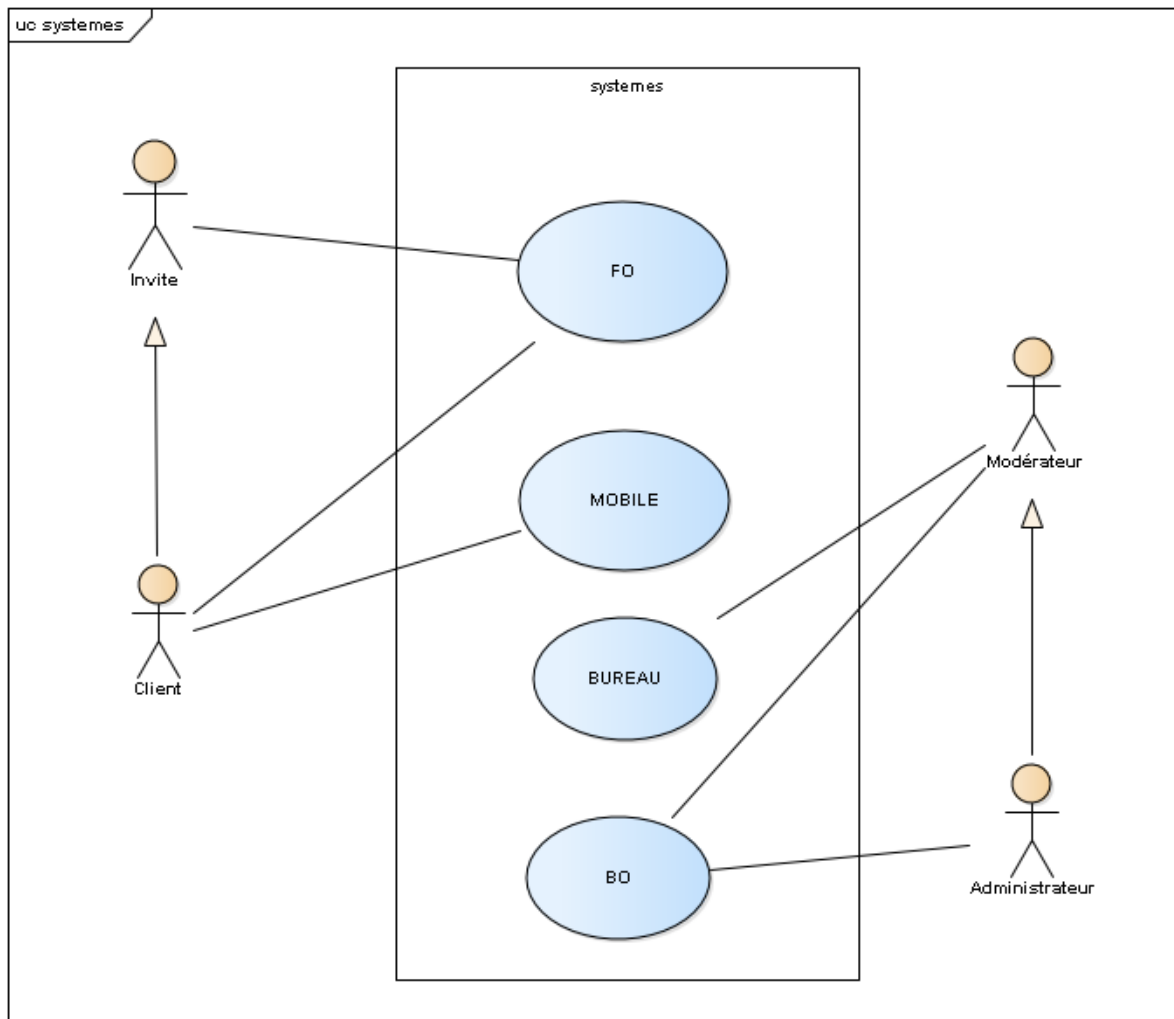 uc systemes
systemes
Invite
FO
Modérateur
MOBILE
Client
BUREAU
BO
Administrateur